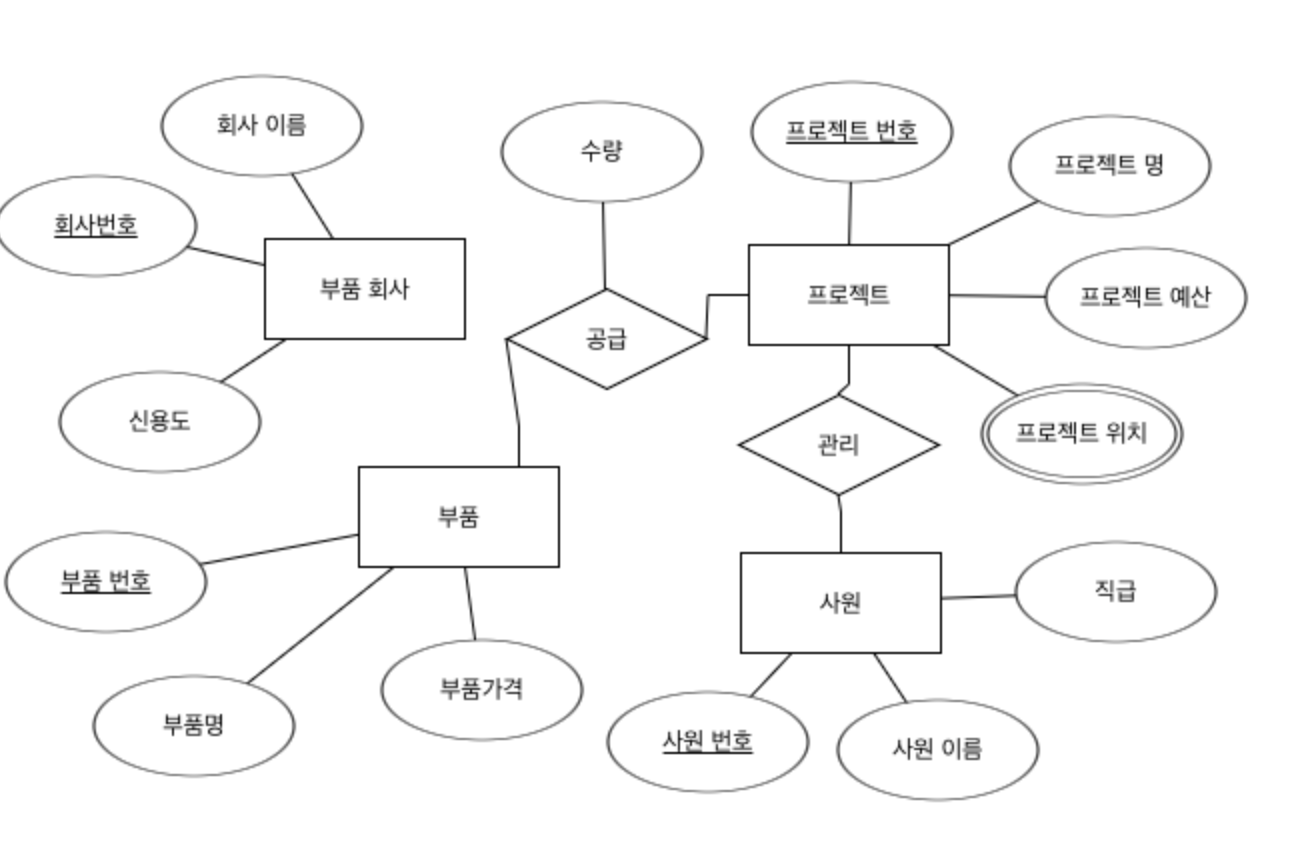 회사 이름
수량
프로젝트 번호
프로젝트 명
회사번호
부품 회사
공급
프로젝트
프로젝트 예산
신용도
관리
프로젝트 위치
부품
부품 번호
사원
직급
부품명
부품가격
사원 번호
사원 이름